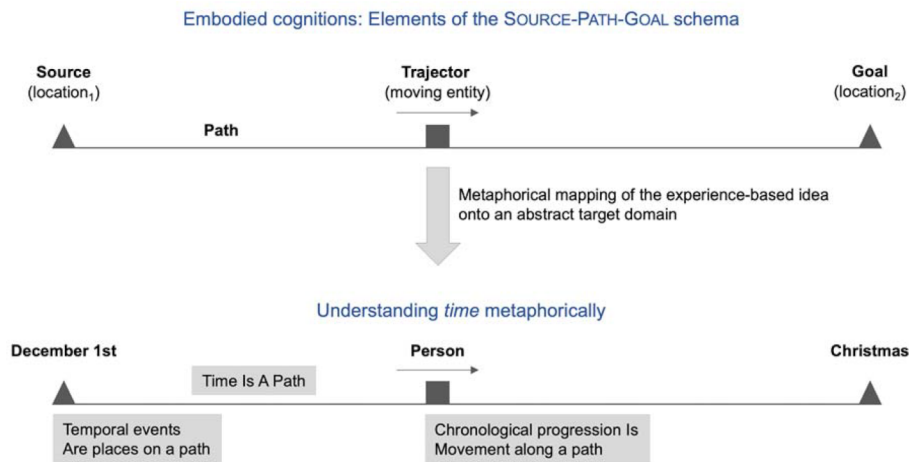 Embodied cognitions: Elements of the SOURCE-PATH-GOAL schema
Source
(location₁)
Trajector
(moving entity)
Goal
(location₂)
Path
Metaphorical mapping of the experience-based idea
onto an abstract target domain
Understanding time metaphorically
December 1st
Person
Christmas
Time Is A Path
Temporal events
Are places on a path
Chronological progression Is
Movement along a path